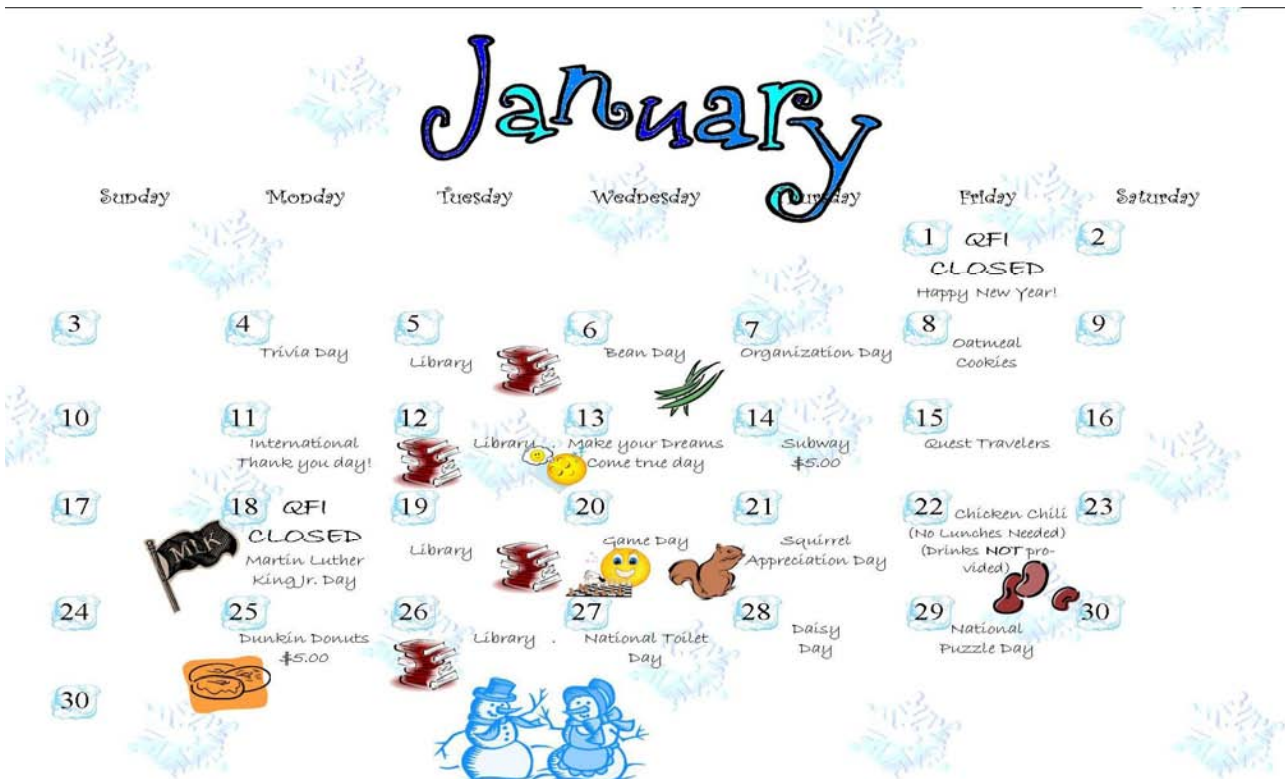 January
Sunday Monday Tuesday Wednesday Thursday Friday Saturday
1 QFI
CLOSED
Happy New Year!
2
3
4
Trivia Day
5
Library
6
Bean Day
7
Organization Day
8
Oatmeal
Cookies
9
10
11
International
Thank you day!
12
Library
13
Make your Dreams
Come true day
14
Subway
$5.00
15
Quest Travelers
16
17
MLK
18 QFI
CLOSED
Martin Luther
King Jr. Day
19
Library
20
Game Day
21
Squirrel
Appreciation Day
22 Chicken Chili
(No Lunches Needed)
(Drinks NOT pro-
vided)
23
24
25
Dunkin Donuts
$5.00
26
Library .
27
National Toilet
Day
28
Daisy
Day
29
National
Puzzle Day
30
30